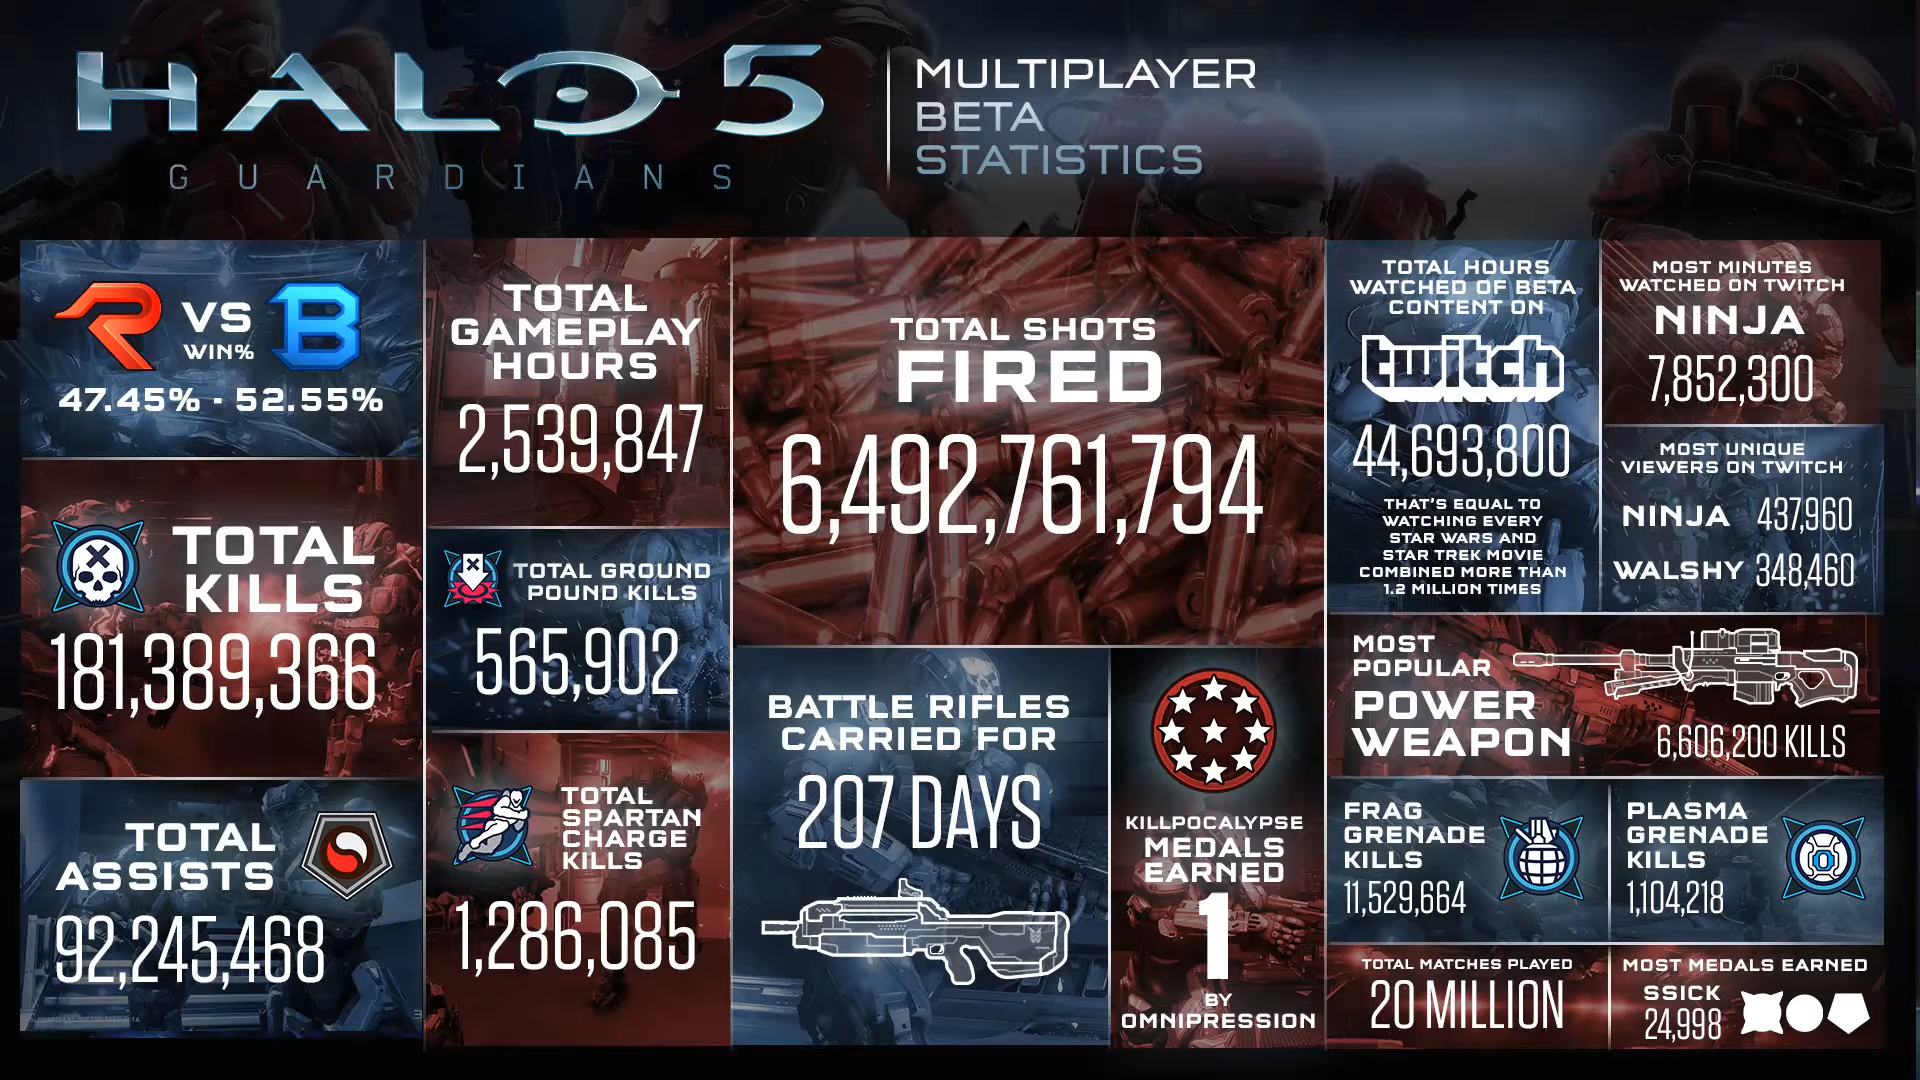 HALO 5
GUARDIANS
MULTIPLAYER
BETA
STATISTICS
R VS B
WIN%
47.45% - 52.55%
TOTAL
KILLS
181,389,366
TOTAL
ASSISTS
92,245,468
TOTAL
GAMEPLAY
HOURS
2,539,847
TOTAL GROUND
POUND KILLS
565,902
TOTAL
SPARTAN
CHARGE
KILLS
1,286,085
TOTAL SHOTS
FIRED
6,492,761,794
BATTLE RIFLES
CARRIED FOR
207 DAYS
KILLPOCALYPSE
MEDALS
EARNED
1
BY
OMNIPRESSION
TOTAL HOURS
WATCHED OF BETA
CONTENT ON
twitch
44,693,800
THAT'S EQUAL TO
WATCHING EVERY
STAR WARS AND
STAR TREK MOVIE
COMBINED MORE THAN
1.2 MILLION TIMES
MOST MINUTES
WATCHED ON TWITCH
NINJA
7,852,300
MOST UNIQUE
VIEWERS ON TWITCH
NINJA 437,960
WALSHY 348,460
MOST
POPULAR
POWER
WEAPON
6,606,200 KILLS
FRAG
GRENADE
KILLS
11,529,664
PLASMA
GRENADE
KILLS
1,104,218
TOTAL MATCHES PLAYED
20 MILLION
MOST MEDALS EARNED
SSICK
24,998